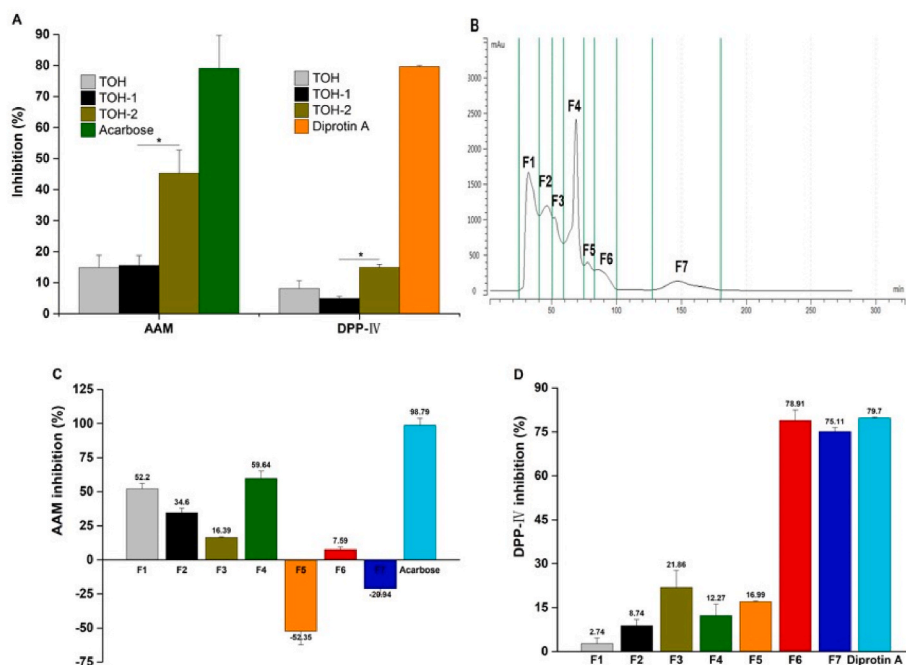 A
Inhibition (%)
90
80
70
60
50
40
30
20
10
0
TOH
TOH-1
TOH-2
Acarbose
*
TOH
TOH-1
TOH-2
Diprotin A
*
AAM
DPP-IV
B
mAu
3000
2500
2000
1500
1000
500
0
F1
F2
F3
F4
F5
F6
F7
50
100
150
200
250
300
min
C
AAM inhibition (%)
125
100
75
50
25
0
-25
-50
-75
52.2
34.6
16.39
59.64
-52.35
7.59
-20.94
98.79
F1
F2
F3
F4
F5
F6
F7
Acarbose
D
DPP-IV inhibition (%)
90
75
60
45
30
15
0
2.74
8.74
21.86
12.27
16.99
78.91
75.11
79.7
F1
F2
F3
F4
F5
F6
F7
Diprotin A